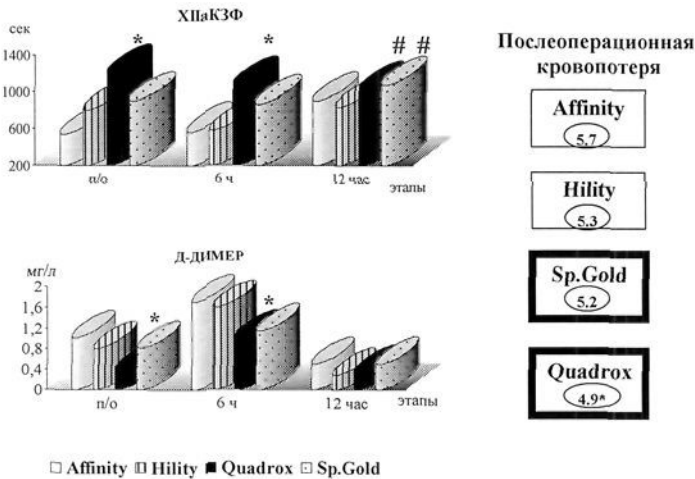 XIIаКЗФ
сек
1400
1000
600
200
*
*
# #
п/о
6 ч
12 час
этапы
Д-ДИМЕР
мг/л
2
1,6
1,2
0,8
0,4
0
*
*
п/о
6 ч
12 час
этапы
Affinity Hility Quadrox Sp.Gold
Послеоперационная
кровопотеря
Affinity
5.7
Hility
5.3
Sp.Gold
5.2
Quadrox
4.9*